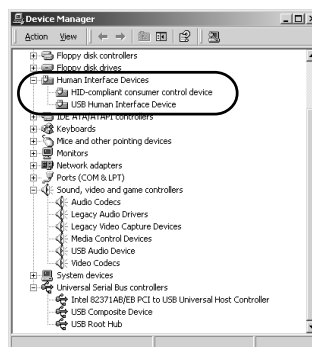 Device Manager
Action View
Floppy disk controllers
Floppy disk drives
Human Interface Devices
HID-compliant consumer control device
USB Human Interface Device
IDE ATA/ATAPI controllers
Keyboards
Mice and other pointing devices
Monitors
Network adapters
Ports (COM & LPT)
Sound, video and game controllers
Audio Codecs
Legacy Audio Drivers
Legacy Video Capture Devices
Media Control Devices
USB Audio Device
Video Codecs
System devices
Universal Serial Bus controllers
Intel 82371AB/EB PCI to USB Universal Host Controller
USB Composite Device
USB Root Hub